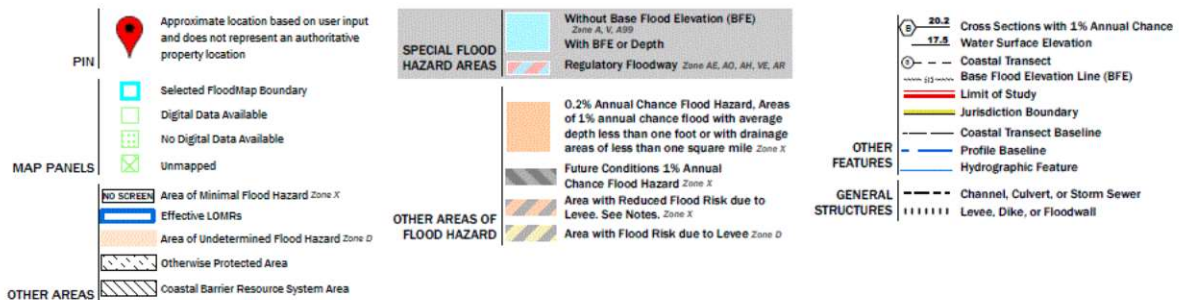 Approximate location based on user input
and does not represent an authoritative
property location
PIN
Selected FloodMap Boundary
Digital Data Available
No Digital Data Available
Unmapped
MAP PANELS
NO SCREEN Area of Minimal Flood Hazard Zone X
Effective LOMRs
Area of Undetermined Flood Hazard Zone D
Otherwise Protected Area
Coastal Barrier Resource System Area
OTHER AREAS
SPECIAL FLOOD
HAZARD AREAS
Without Base Flood Elevation (BFE)
Zone A, V, A99
With BFE or Depth
Regulatory Floodway Zone AE, AO, AH, VE, AR
0.2% Annual Chance Flood Hazard, Areas
of 1% annual chance flood with average
depth less than one foot or with drainage
areas of less than one square mile Zone X
Future Conditions 1% Annual
Chance Flood Hazard Zone X
Area with Reduced Flood Risk due to
Levee. See Notes. Zone X
Area with Flood Risk due to Levee Zone D
OTHER AREAS OF
FLOOD HAZARD
B 20.2 Cross Sections with 1% Annual Chance
17.5 Water Surface Elevation
8 Coastal Transect
513 Base Flood Elevation Line (BFE)
Limit of Study
Jurisdiction Boundary
Coastal Transect Baseline
Profile Baseline
Hydrographic Feature
OTHER
FEATURES
GENERAL
STRUCTURES
Channel, Culvert, or Storm Sewer
Levee, Dike, or Floodwall